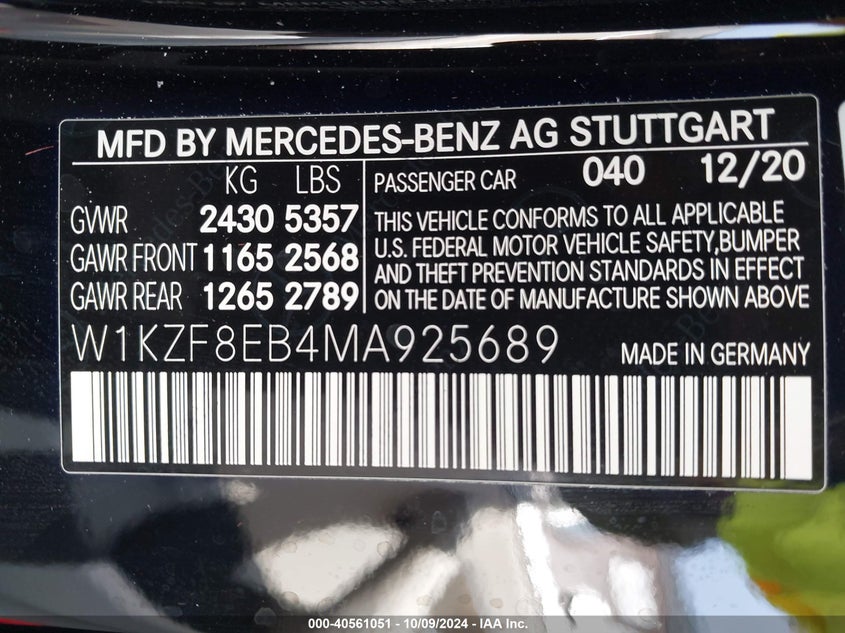 MFD BY MERCEDES-BENZ AG STUTTGART
KG LBS
GVWR 2430 5357
GAWR FRONT 1165 2568
GAWR REAR 1265 2789
PASSENGER CAR 040 12/20
THIS VEHICLE CONFORMS TO ALL APPLICABLE
U.S. FEDERAL MOTOR VEHICLE SAFETY,BUMPER
AND THEFT PREVENTION STANDARDS IN EFFECT
ON THE DATE OF MANUFACTURE SHOWN ABOVE
W1KZF8EB4MA925689 MADE IN GERMANY
000-40561051 - 10/09/2024 - IAA Inc.